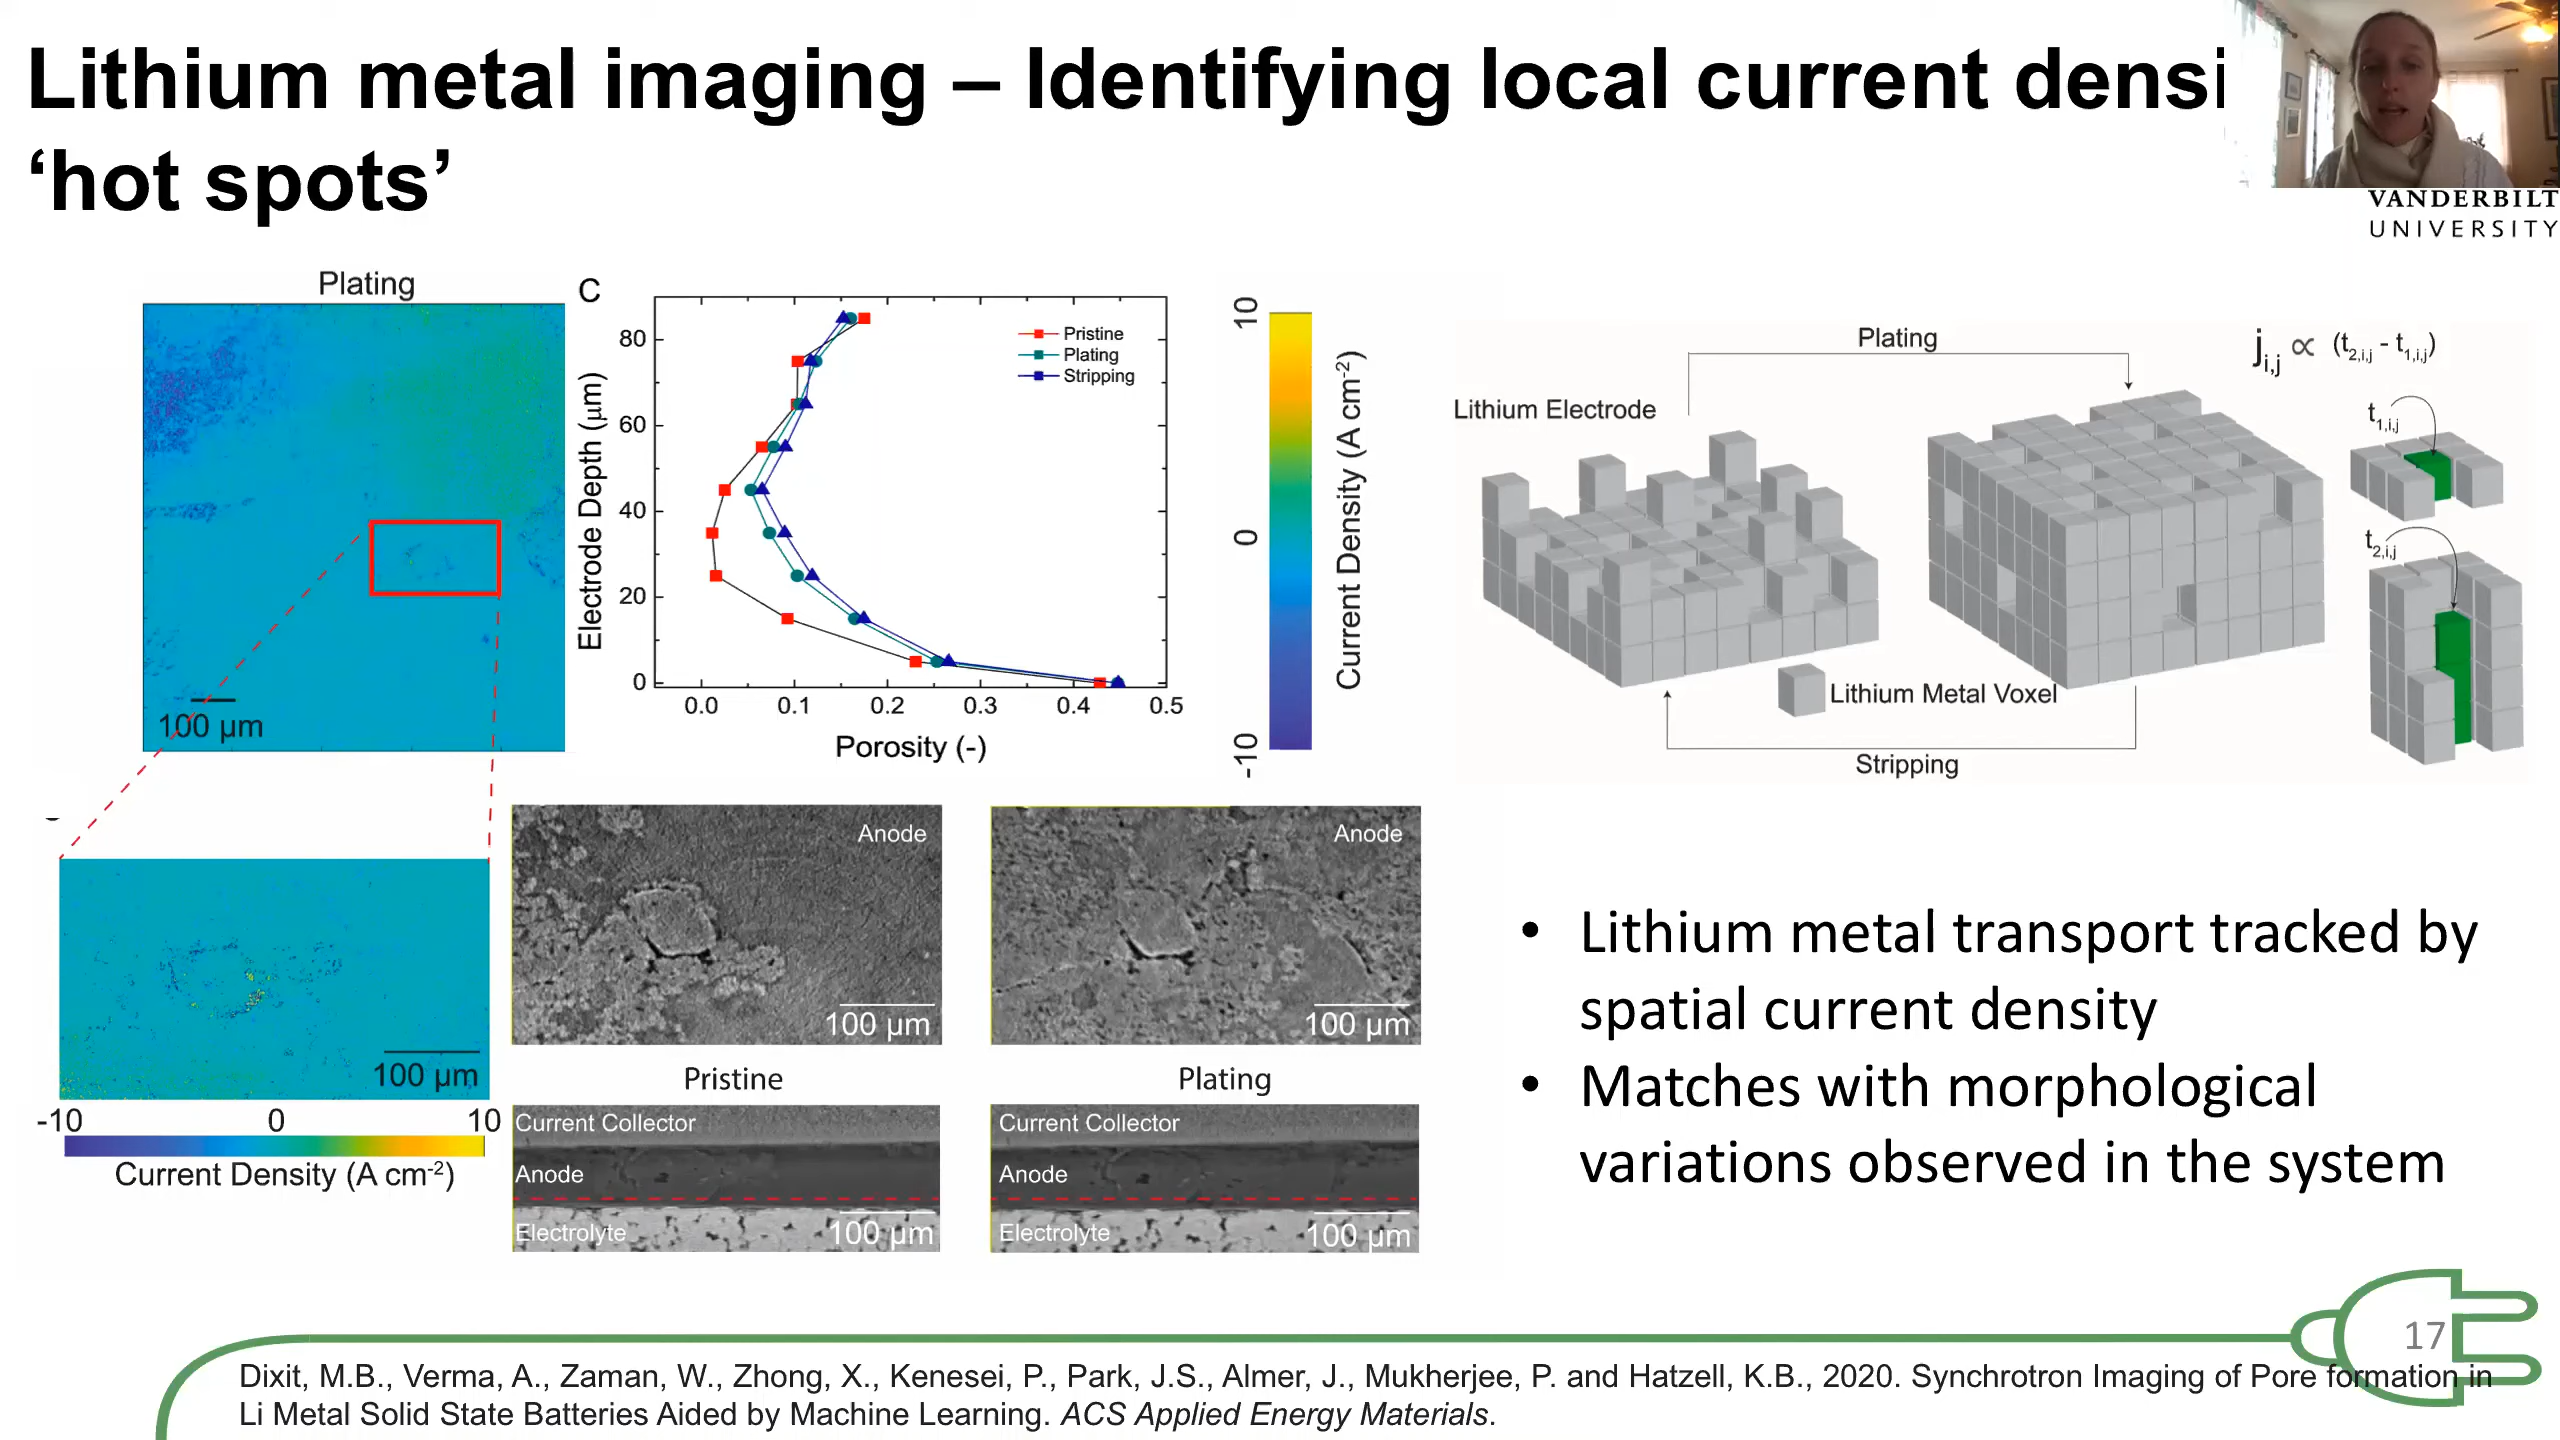 Lithium metal imaging – Identifying local current densi
‘hot spots’
VANDERBILT
UNIVERSITY
Plating
100 µm
C
Electrode Depth (µm)
80
60
40
20
0
0.0 0.1 0.2 0.3 0.4 0.5
Porosity (-)
Pristine
Plating
Stripping
10
0
-10
Current Density (A cm-2)
Plating
Lithium Electrode
Lithium Metal Voxel
Stripping
ji,j ∝ (t2,i,j - t1,i,j)
t1,i,j
t2,i,j
100 µm
-10 0 10
Current Density (A cm-2)
Anode
100 µm
Anode
100 µm
Pristine
Plating
Current Collector
Anode
Electrolyte
100 µm
Current Collector
Anode
Electrolyte
100 µm
• Lithium metal transport tracked by
spatial current density
• Matches with morphological
variations observed in the system
17
Dixit, M.B., Verma, A., Zaman, W., Zhong, X., Kenesei, P., Park, J.S., Almer, J., Mukherjee, P. and Hatzell, K.B., 2020. Synchrotron Imaging of Pore formation in
Li Metal Solid State Batteries Aided by Machine Learning. ACS Applied Energy Materials.